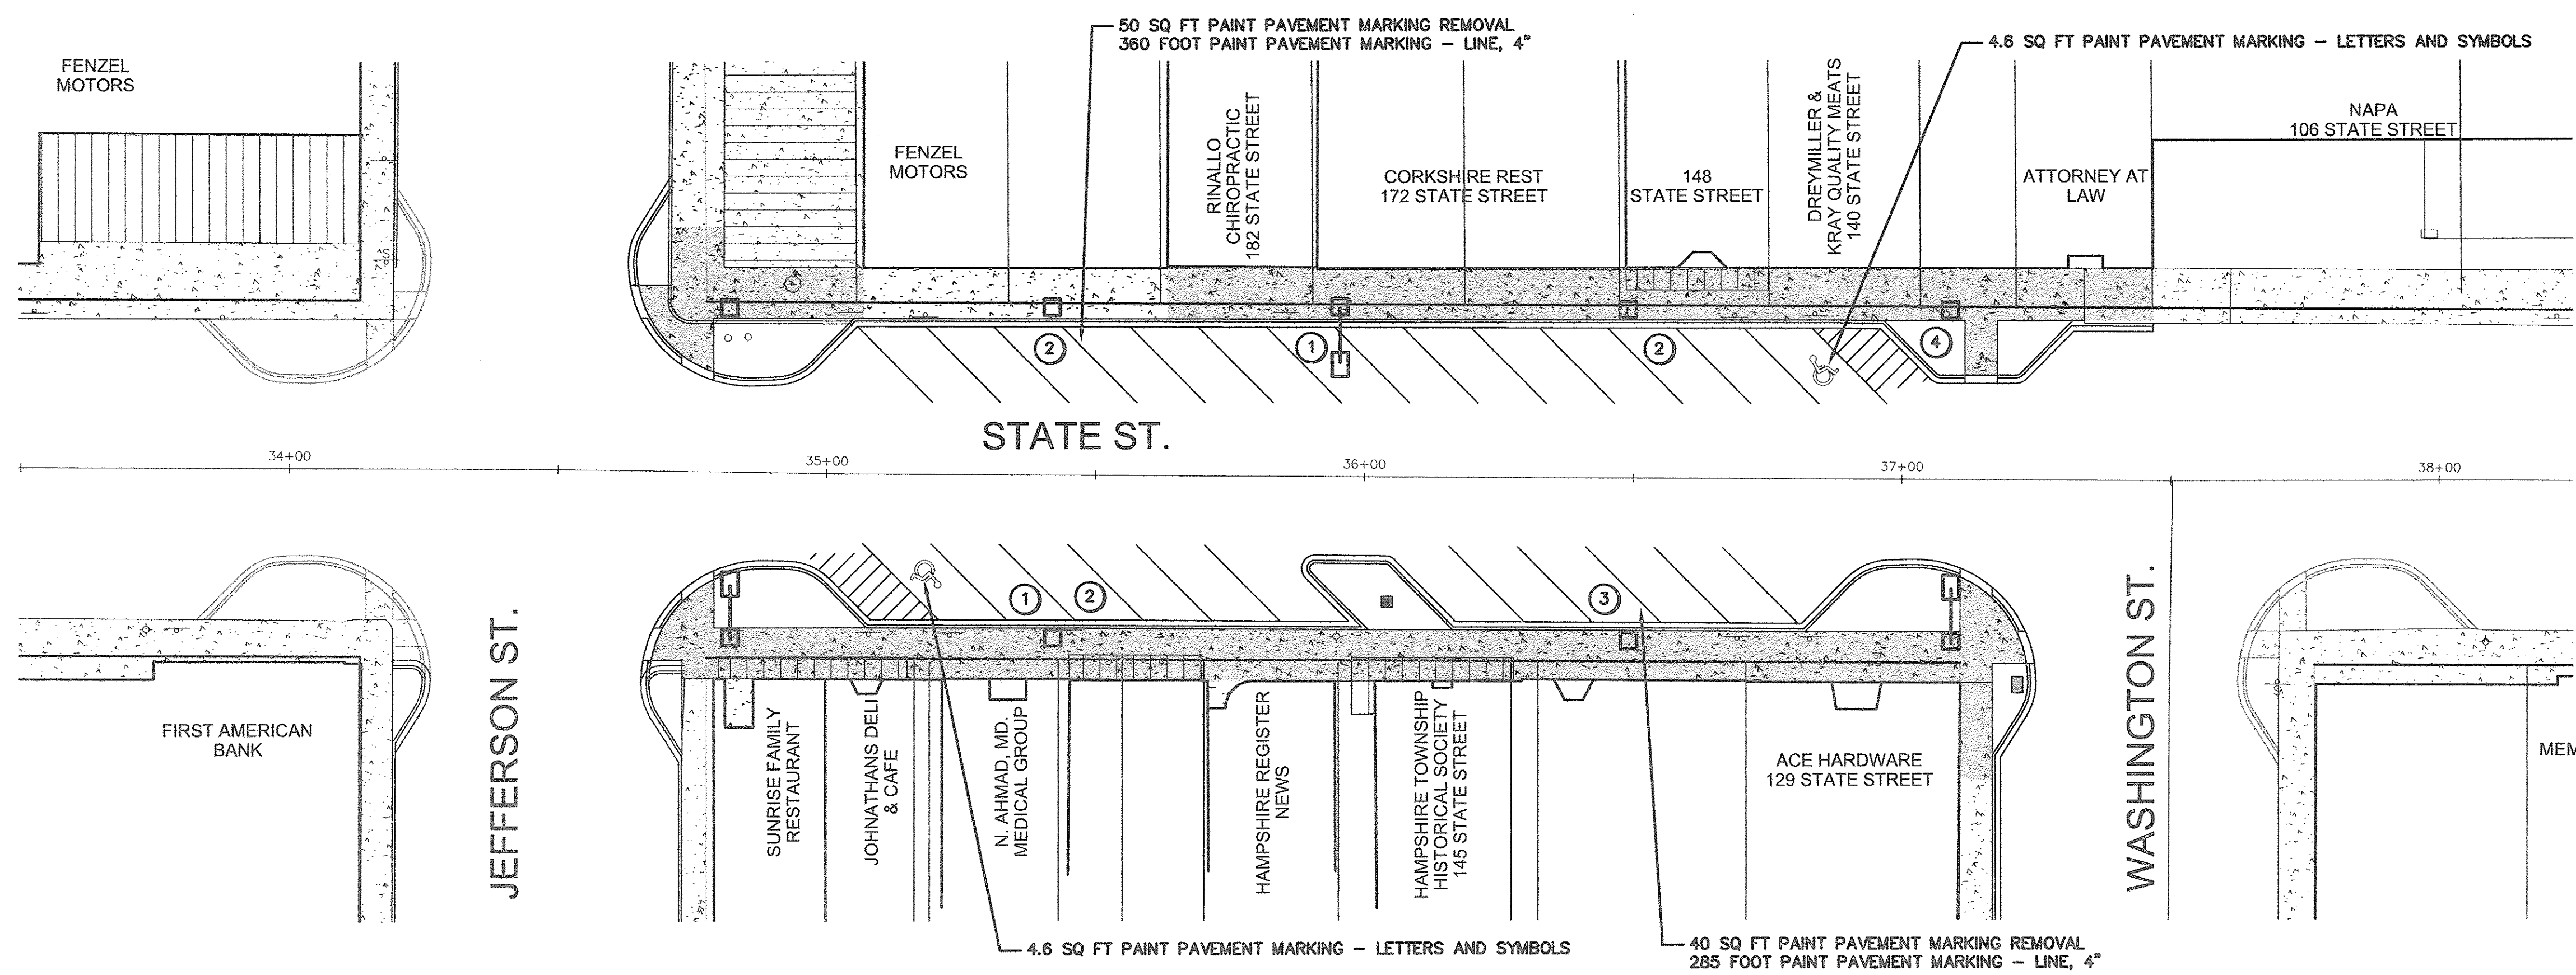 50 SQ FT PAINT PAVEMENT MARKING REMOVAL
360 FOOT PAINT PAVEMENT MARKING – LINE, 4"
4.6 SQ FT PAINT PAVEMENT MARKING – LETTERS AND SYMBOLS
FENZEL
MOTORS
FENZEL
MOTORS
RINALLO
CHIROPRACTIC
182 STATE STREET
CORKSHIRE REST
172 STATE STREET
148
STATE STREET
DREYMILLER &
KRAY QUALITY MEATS
140 STATE STREET
ATTORNEY AT
LAW
NAPA
106 STATE STREET
2
1
2
4
STATE ST.
34+00
35+00
36+00
37+00
38+00
1
2
3
JEFFERSON ST.
WASHINGTON ST.
FIRST AMERICAN
BANK
SUNRISE FAMILY
RESTAURANT
JOHNATHANS DELI
& CAFE
N. AHMAD, MD.
MEDICAL GROUP
HAMPSHIRE REGISTER
NEWS
HAMPSHIRE TOWNSHIP
HISTORICAL SOCIETY
145 STATE STREET
ACE HARDWARE
129 STATE STREET
MEM
4.6 SQ FT PAINT PAVEMENT MARKING – LETTERS AND SYMBOLS
40 SQ FT PAINT PAVEMENT MARKING REMOVAL
285 FOOT PAINT PAVEMENT MARKING – LINE, 4"